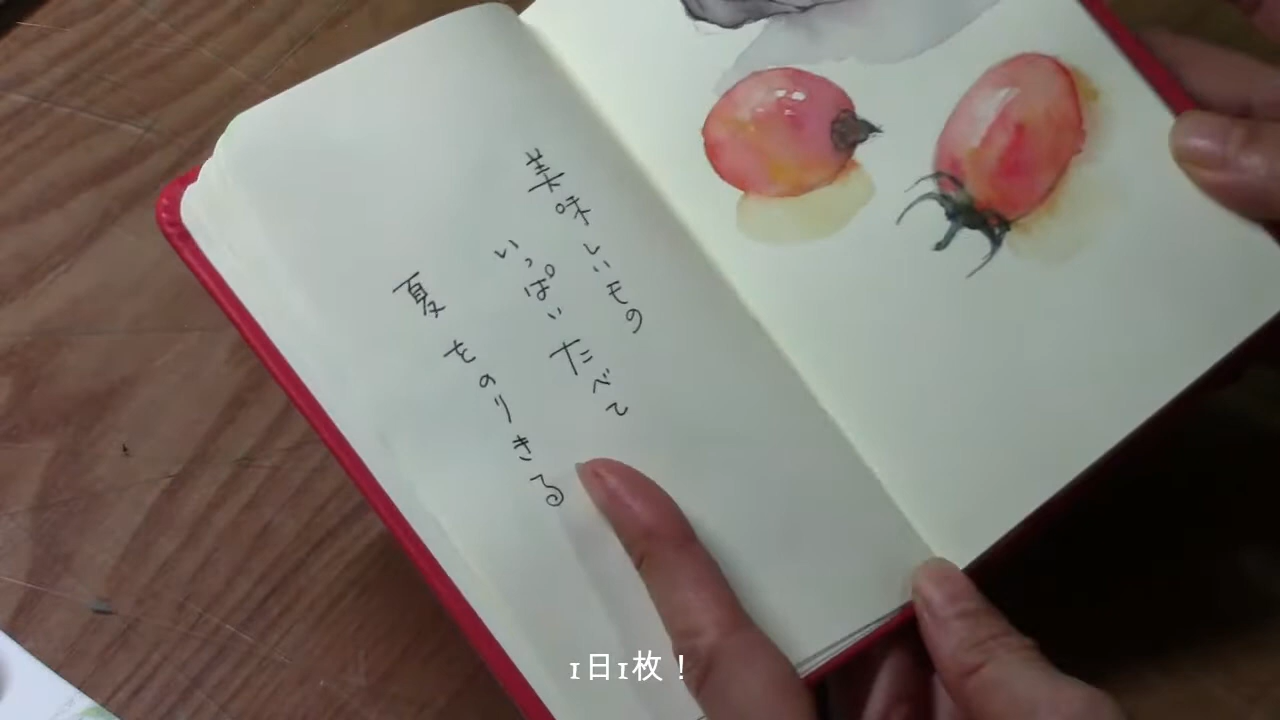 美味しいもの
いっぱいたべて
夏をのりきる
1日1枚！